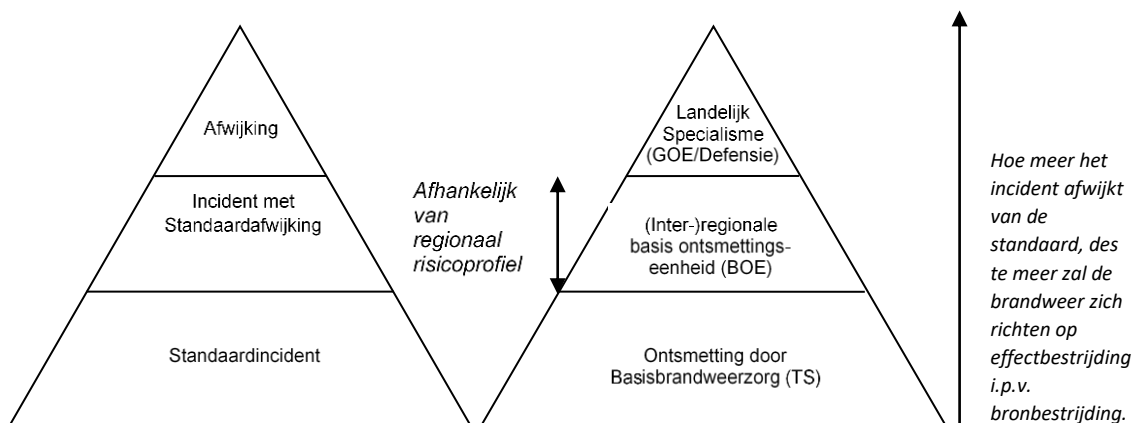 Afwijking
Incident met
Standaardafwijking
Standaardincident
Afhankelijk
van
regionaal
risicoprofiel
Landelijk
Specialisme
(GOE/Defensie)
(Inter-)regionale
basis ontsmettings-
eenheid (BOE)
Ontsmetting door
Basisbrandweerzorg (TS)
Hoe meer het
incident afwijkt
van de
standaard, des
te meer zal de
brandweer zich
richten op
effectbestrijding
i.p.v.
bronbestrijding.